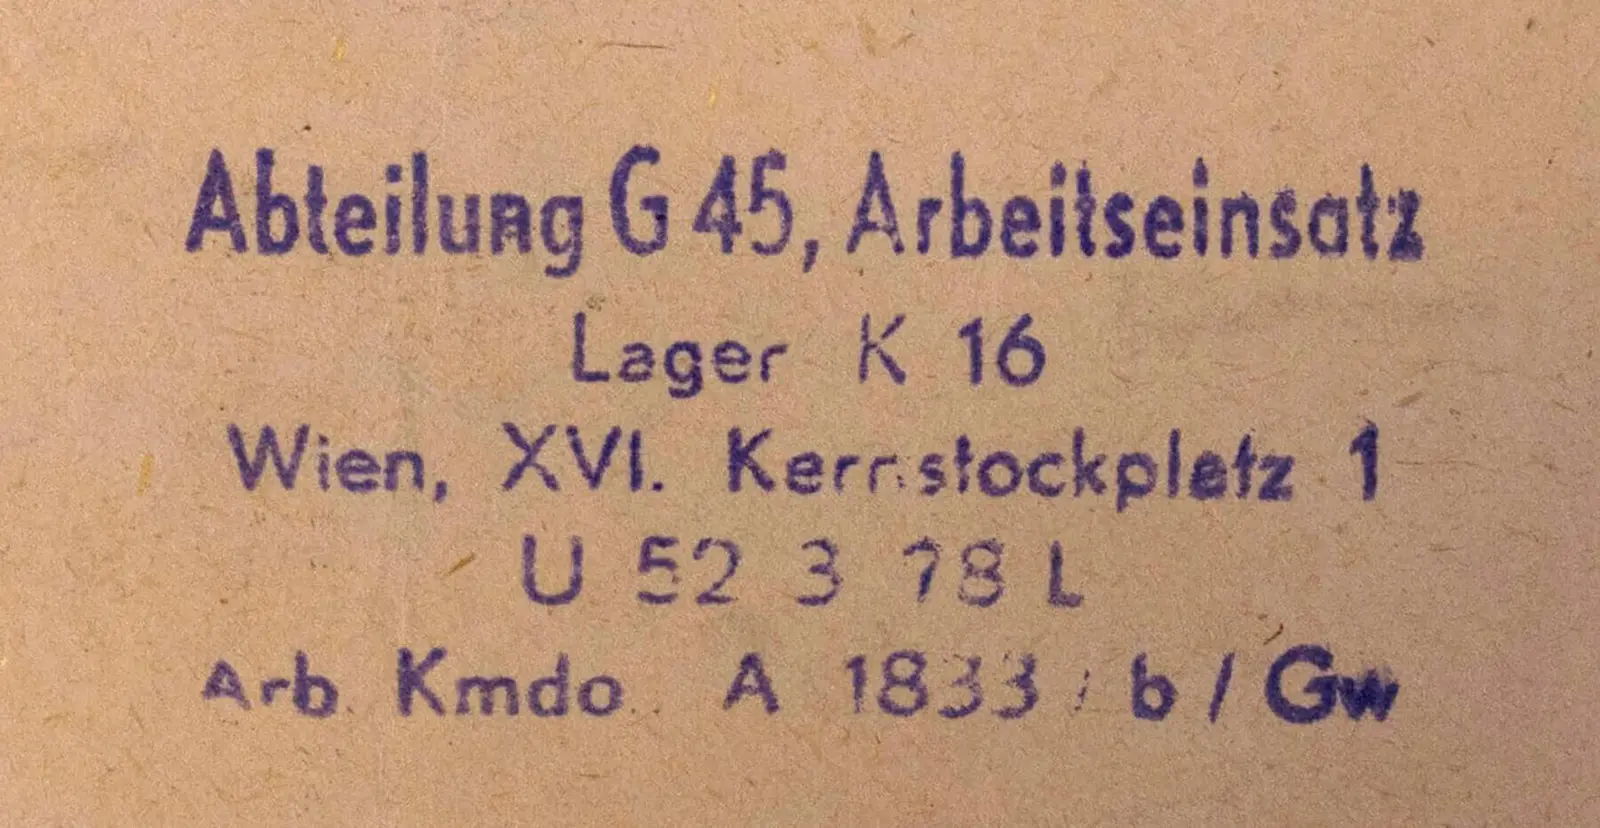 Abteilung G 45, Arbeitseinsatz
Lager K 16
Wien, XVI. Kernstockplatz 1
U 52 3 78 L
Arb. Kmdo. A 1833 / b / Gw